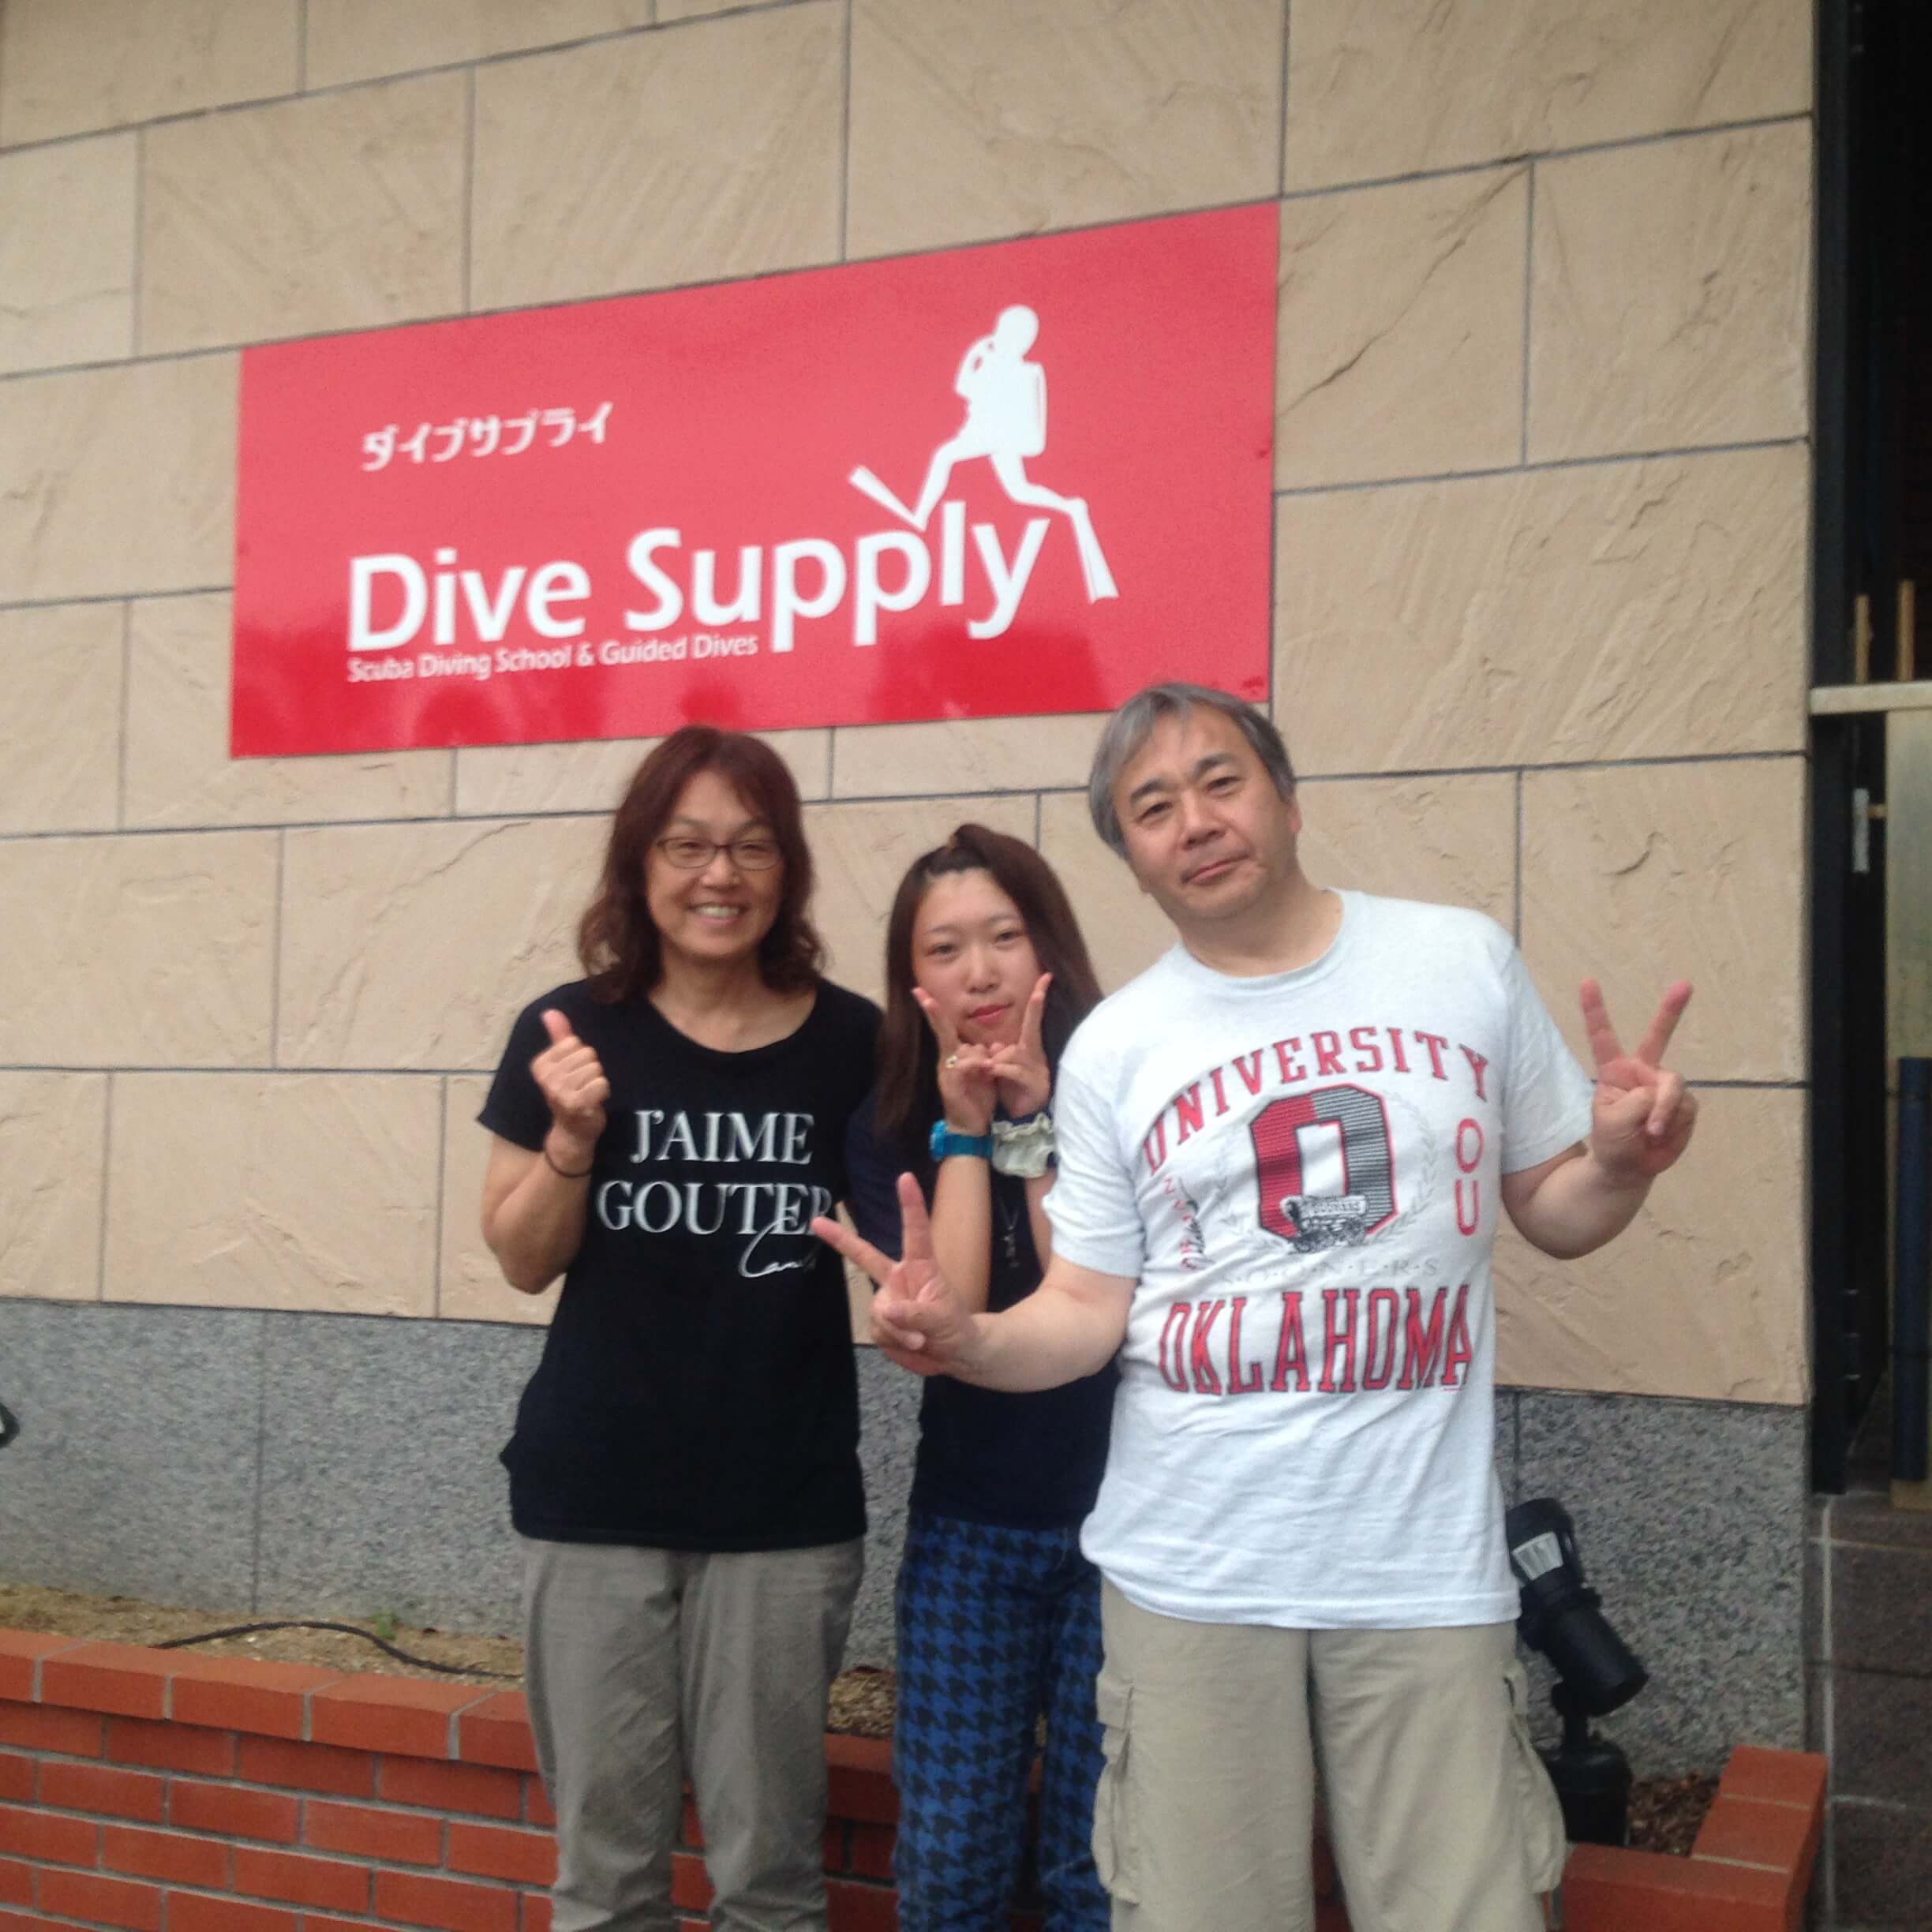 ダイブサプライ
Dive Supply
Scuba Diving School & Guided Dives
J'AIME
GOUTER
UNIVERSITY
O
OU
SOONERS
OKLAHOMA